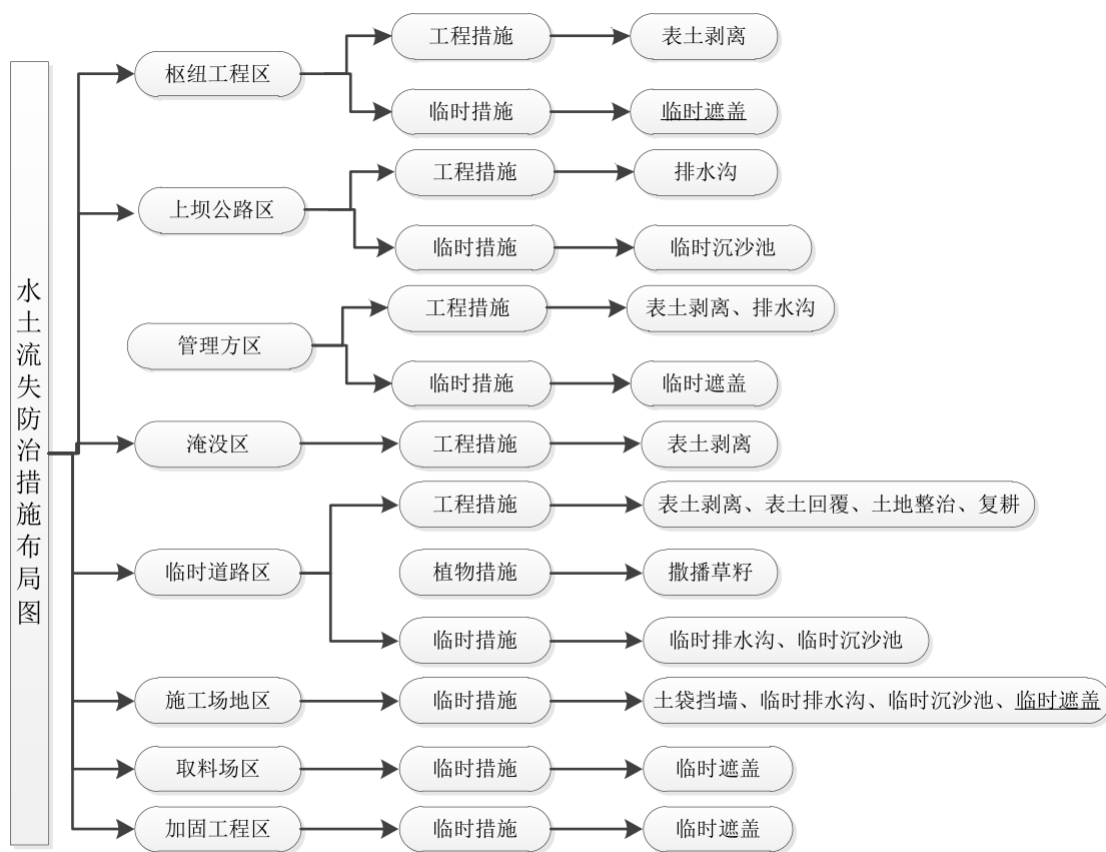 水土流失防治措施布局图
枢纽工程区
工程措施
表土剥离
临时措施
临时遮盖
上坝公路区
工程措施
排水沟
临时措施
临时沉沙池
管理方区
工程措施
表土剥离、排水沟
临时措施
临时遮盖
淹没区
工程措施
表土剥离
临时道路区
工程措施
表土剥离、表土回覆、土地整治、复耕
植物措施
撒播草籽
临时措施
临时排水沟、临时沉沙池
施工场地区
临时措施
土袋挡墙、临时排水沟、临时沉沙池、临时遮盖
取料场区
临时措施
临时遮盖
加固工程区
临时措施
临时遮盖